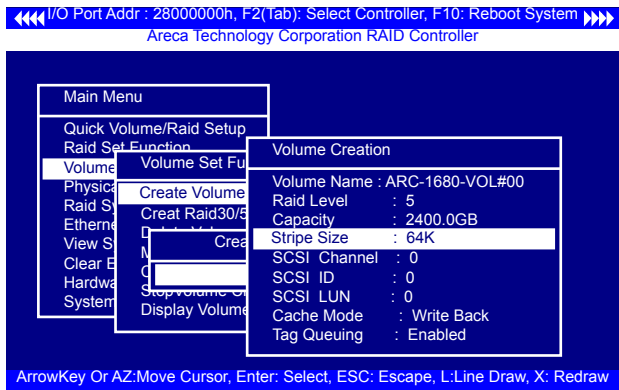 I/O Port Addr : 28000000h, F2(Tab): Select Controller, F10: Reboot System
Areca Technology Corporation RAID Controller
Main Menu
Quick Volume/Raid Setup
Raid Set Function
Volume
Physica
Raid Sy
Etherne
View S
Clear E
Hardwa
System
Volume Set Fu
Create Volume
Creat Raid30/5
Crea
Display Volume
Volume Creation
Volume Name : ARC-1680-VOL#00
Raid Level : 5
Capacity : 2400.0GB
Stripe Size : 64K
SCSI Channel : 0
SCSI ID : 0
SCSI LUN : 0
Cache Mode : Write Back
Tag Queuing : Enabled
ArrowKey Or AZ:Move Cursor, Enter: Select, ESC: Escape, L:Line Draw, X: Redraw